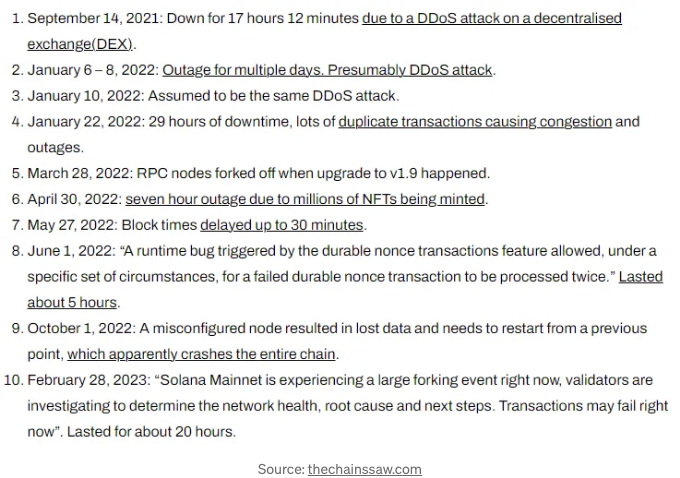 1. September 14, 2021: Down for 17 hours 12 minutes due to a DDoS attack on a decentralised
exchange(DEX).
2. January 6 – 8, 2022: Outage for multiple days. Presumably DDoS attack.
3. January 10, 2022: Assumed to be the same DDoS attack.
4. January 22, 2022: 29 hours of downtime, lots of duplicate transactions causing congestion and
outages.
5. March 28, 2022: RPC nodes forked off when upgrade to v1.9 happened.
6. April 30, 2022: seven hour outage due to millions of NFTs being minted.
7. May 27, 2022: Block times delayed up to 30 minutes.
8. June 1, 2022: “A runtime bug triggered by the durable nonce transactions feature allowed, under a
specific set of circumstances, for a failed durable nonce transaction to be processed twice.” Lasted
about 5 hours.
9. October 1, 2022: A misconfigured node resulted in lost data and needs to restart from a previous
point, which apparently crashes the entire chain.
10. February 28, 2023: “Solana Mainnet is experiencing a large forking event right now, validators are
investigating to determine the network health, root cause and next steps. Transactions may fail right
now”. Lasted for about 20 hours.
Source: thechainssaw.com